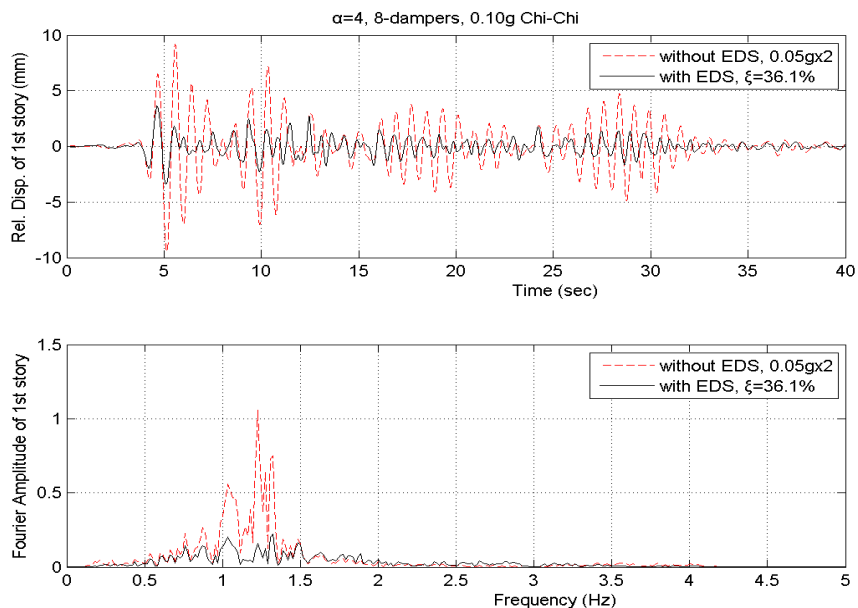 α=4, 8-dampers, 0.10g Chi-Chi
Rel. Disp. of 1st story (mm)
10
5
0
-5
-10
without EDS, 0.05gx2
with EDS, ξ=36.1%
0 5 10 15 20 25 30 35 40
Time (sec)
Fourier Amplitude of 1st story
1.5
1
0.5
0
without EDS, 0.05gx2
with EDS, ξ=36.1%
0 0.5 1 1.5 2 2.5 3 3.5 4 4.5 5
Frequency (Hz)